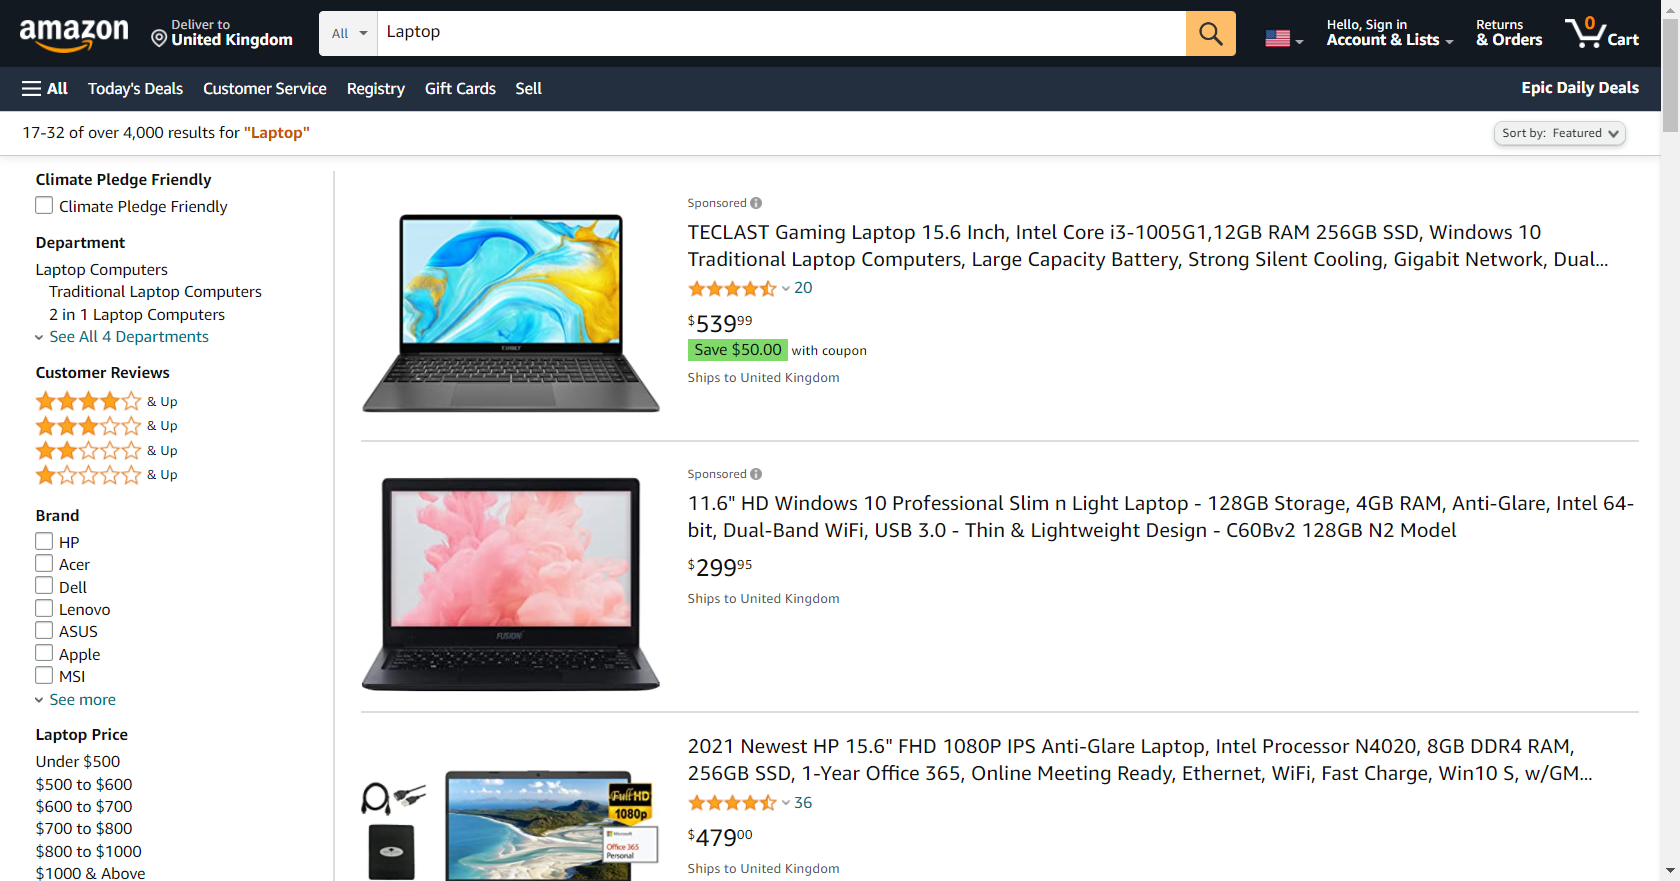 amazon
Deliver to
United Kingdom
All
Laptop
Hello, Sign in
Account & Lists
Returns
& Orders
0
Cart
All
Today's Deals
Customer Service
Registry
Gift Cards
Sell
Epic Daily Deals
17-32 of over 4,000 results for "Laptop"
Sort by: Featured
Climate Pledge Friendly
Climate Pledge Friendly
Department
Laptop Computers
Traditional Laptop Computers
2 in 1 Laptop Computers
See All 4 Departments
Customer Reviews
& Up
& Up
& Up
& Up
Brand
HP
Acer
Dell
Lenovo
ASUS
Apple
MSI
See more
Laptop Price
Under $500
$500 to $600
$600 to $700
$700 to $800
$800 to $1000
$1000 & Above
Sponsored
TECLAST Gaming Laptop 15.6 Inch, Intel Core i3-1005G1,12GB RAM 256GB SSD, Windows 10
Traditional Laptop Computers, Large Capacity Battery, Strong Silent Cooling, Gigabit Network, Dual...
20
$539.99
Save $50.00 with coupon
Ships to United Kingdom
Sponsored
11.6" HD Windows 10 Professional Slim n Light Laptop - 128GB Storage, 4GB RAM, Anti-Glare, Intel 64-
bit, Dual-Band WiFi, USB 3.0 - Thin & Lightweight Design - C60Bv2 128GB N2 Model
$299.95
Ships to United Kingdom
FUSION
2021 Newest HP 15.6" FHD 1080P IPS Anti-Glare Laptop, Intel Processor N4020, 8GB DDR4 RAM,
256GB SSD, 1-Year Office 365, Online Meeting Ready, Ethernet, WiFi, Fast Charge, Win10 S, w/GM...
36
$479.00
Ships to United Kingdom
Full HD
1080p
Microsoft
Office 365
Personal